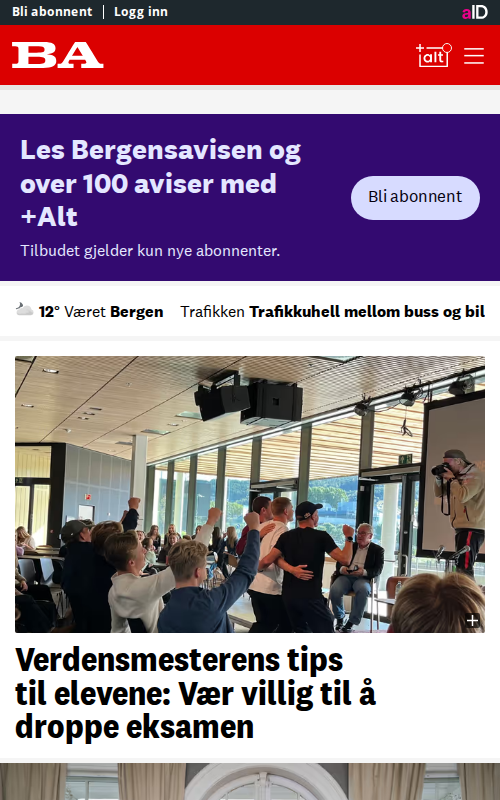 Bli abonnent | Logg inn
aID
BA
+alt
Les Bergensavisen og
over 100 aviser med
+Alt
Bli abonnent
Tilbudet gjelder kun nye abonnenter.
12° Været Bergen Trafikken Trafikkuhell mellom buss og bil
Verdensmesterens tips
til elevene: Vær villig til å
droppe eksamen